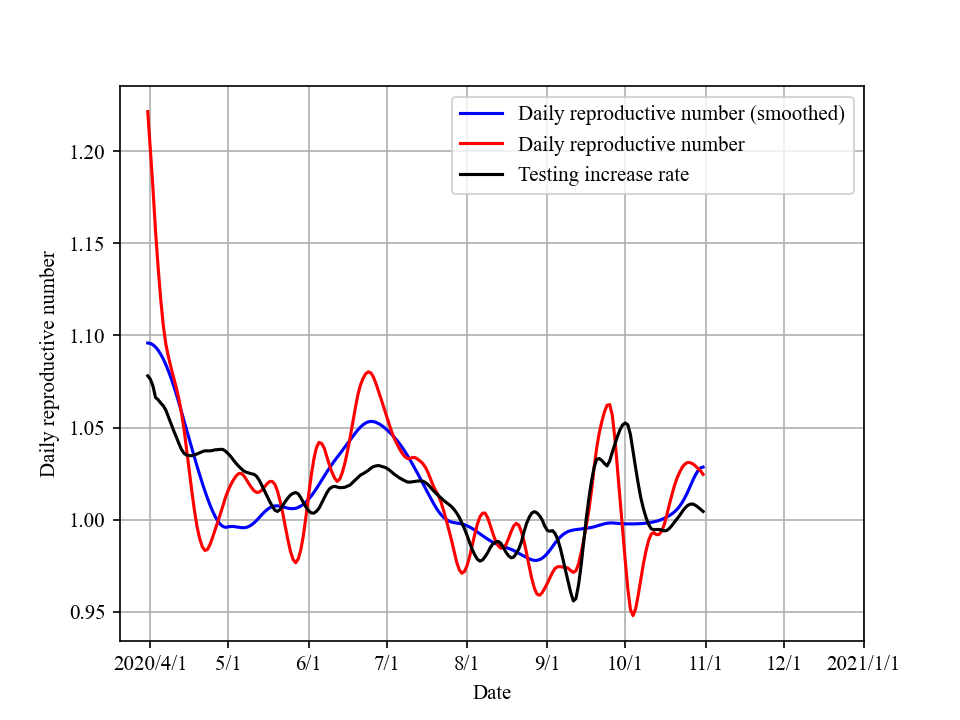 Daily reproductive number (smoothed)
Daily reproductive number
Testing increase rate
1.20
1.15
1.10
1.05
1.00
0.95
Daily reproductive number
2020/4/1 5/1 6/1 7/1 8/1 9/1 10/1 11/1 12/1 2021/1/1
Date